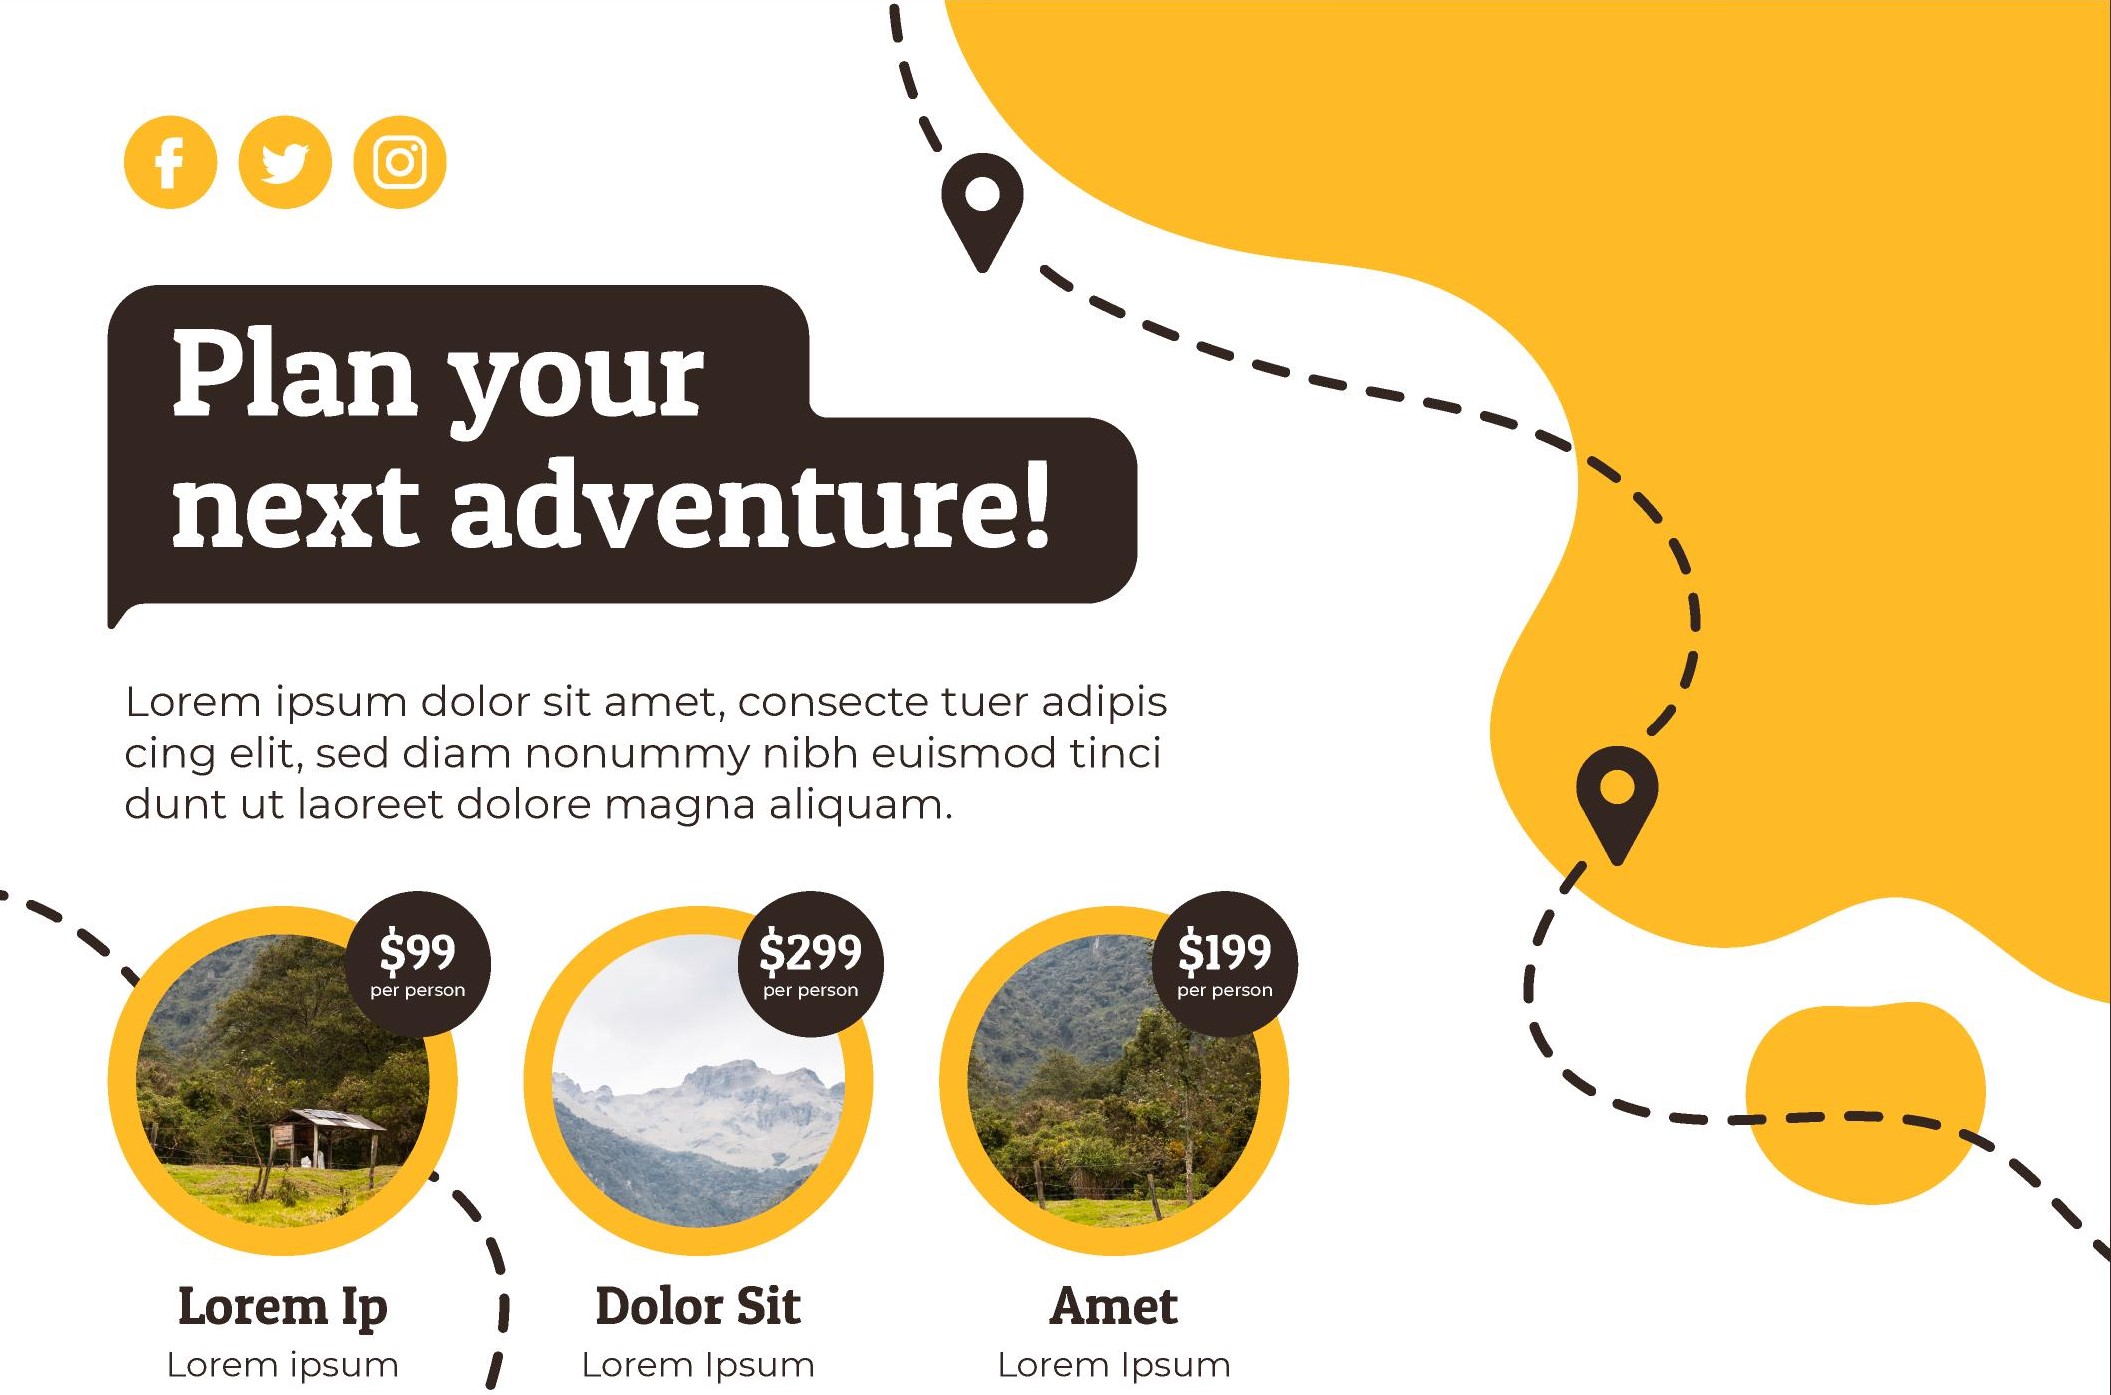 Plan your
next adventure!
Lorem ipsum dolor sit amet, consecte tuer adipis
cing elit, sed diam nonummy nibh euismod tinci
dunt ut laoreet dolore magna aliquam.
$99
per person
$299
per person
$199
per person
Lorem Ip
Lorem ipsum
Dolor Sit
Lorem Ipsum
Amet
Lorem Ipsum